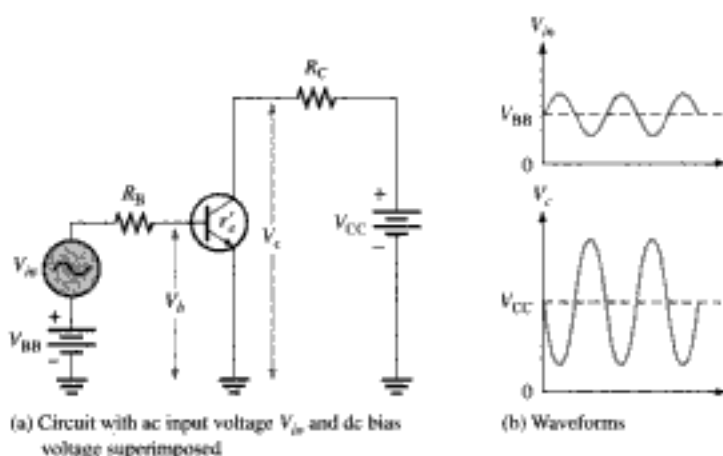 R_C
V_in
V_BB
0
R_B
r'_e
V_c
+
V_CC
−
V_c
V_in
V_b
V_CC
+
V_BB
−
0
(a) Circuit with ac input voltage V_in and dc bias
voltage superimposed
(b) Waveforms